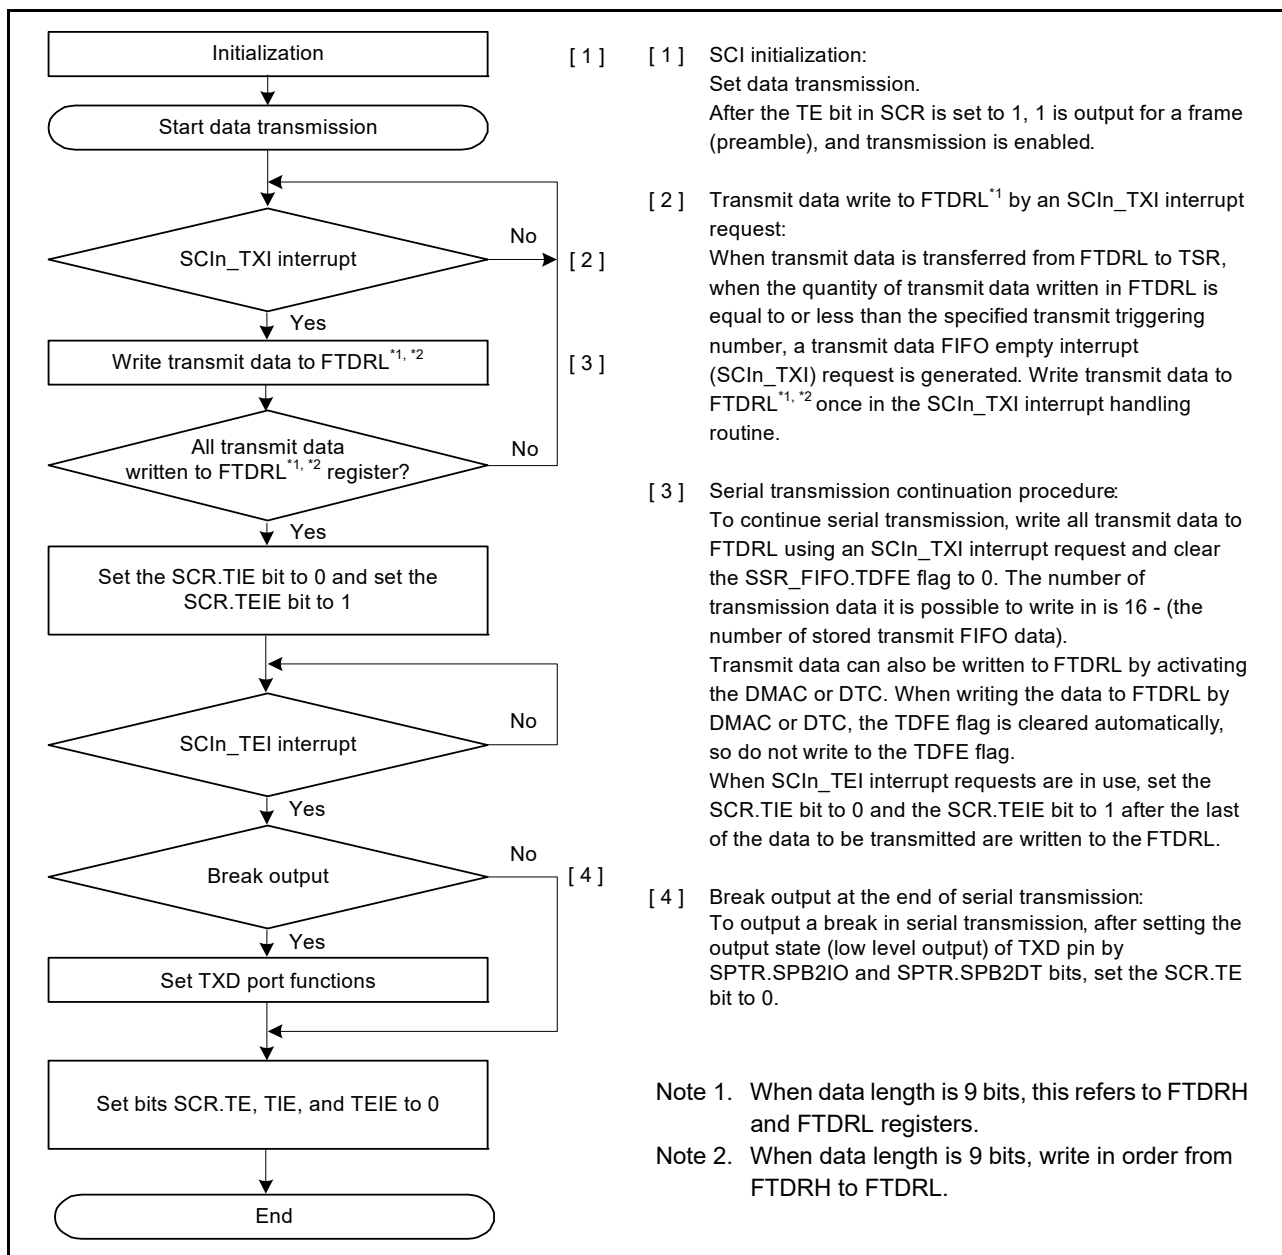 Initialization
[ 1 ]
Start data transmission
SCIn_TXI interrupt
No
[ 2 ]
Yes
Write transmit data to FTDRL*1, *2
[ 3 ]
All transmit data
written to FTDRL*1, *2 register?
No
Yes
Set the SCR.TIE bit to 0 and set the
SCR.TEIE bit to 1
SCIn_TEI interrupt
No
Yes
Break output
No
[ 4 ]
Yes
Set TXD port functions
Set bits SCR.TE, TIE, and TEIE to 0
End
[ 1 ] SCI initialization:
Set data transmission.
After the TE bit in SCR is set to 1, 1 is output for a frame
(preamble), and transmission is enabled.
[ 2 ] Transmit data write to FTDRL*1 by an SCIn_TXI interrupt
request:
When transmit data is transferred from FTDRL to TSR,
when the quantity of transmit data written in FTDRL is
equal to or less than the specified transmit triggering
number, a transmit data FIFO empty interrupt
(SCIn_TXI) request is generated. Write transmit data to
FTDRL*1, *2 once in the SCIn_TXI interrupt handling
routine.
[ 3 ] Serial transmission continuation procedure:
To continue serial transmission, write all transmit data to
FTDRL using an SCIn_TXI interrupt request and clear
the SSR_FIFO.TDFE flag to 0. The number of
transmission data it is possible to write in is 16 - (the
number of stored transmit FIFO data).
Transmit data can also be written to FTDRL by activating
the DMAC or DTC. When writing the data to FTDRL by
DMAC or DTC, the TDFE flag is cleared automatically,
so do not write to the TDFE flag.
When SCIn_TEI interrupt requests are in use, set the
SCR.TIE bit to 0 and the SCR.TEIE bit to 1 after the last
of the data to be transmitted are written to the FTDRL.
[ 4 ] Break output at the end of serial transmission:
To output a break in serial transmission, after setting the
output state (low level output) of TXD pin by
SPTR.SPB2IO and SPTR.SPB2DT bits, set the SCR.TE
bit to 0.
Note 1. When data length is 9 bits, this refers to FTDRH
and FTDRL registers.
Note 2. When data length is 9 bits, write in order from
FTDRH to FTDRL.